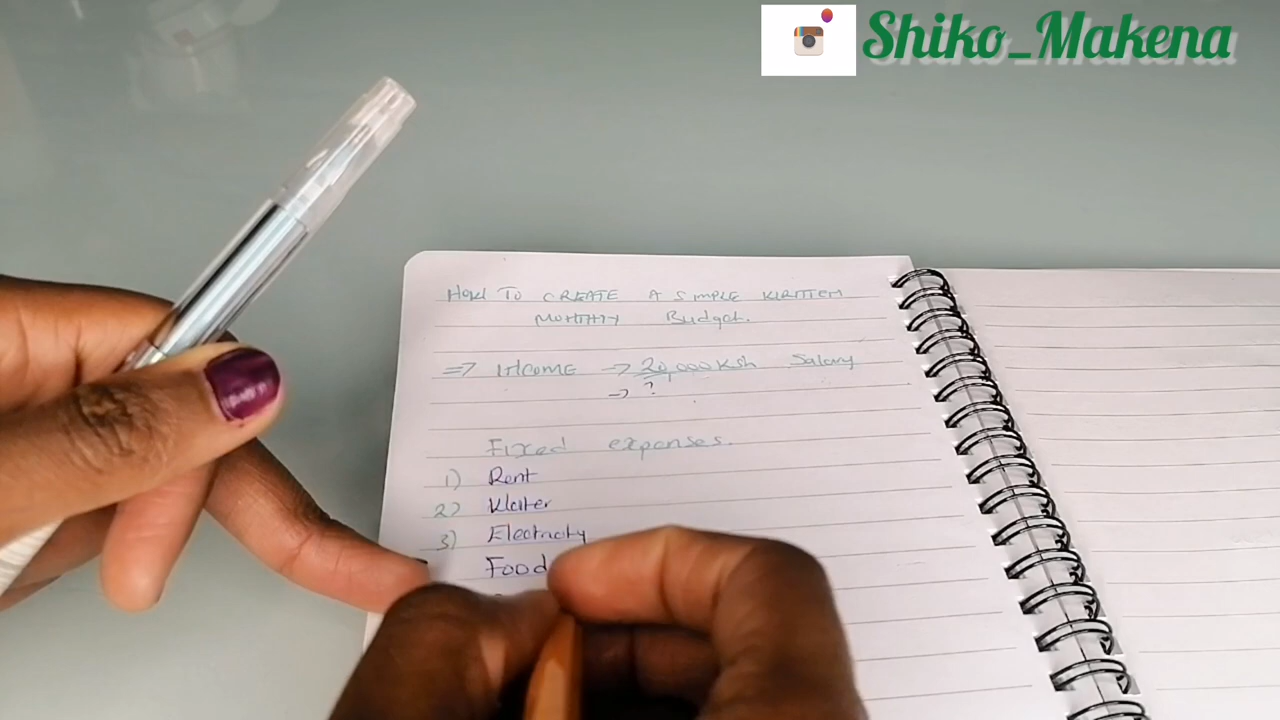 Shiko_Makena
HOW TO CREATE A SIMPLE WRITTEN
MONTHLY Budget.
=> INCOME → 20,000 Ksh Salary
→ ?
Fixed expenses.
1) Rent
2) Water
3) Electricity
Food